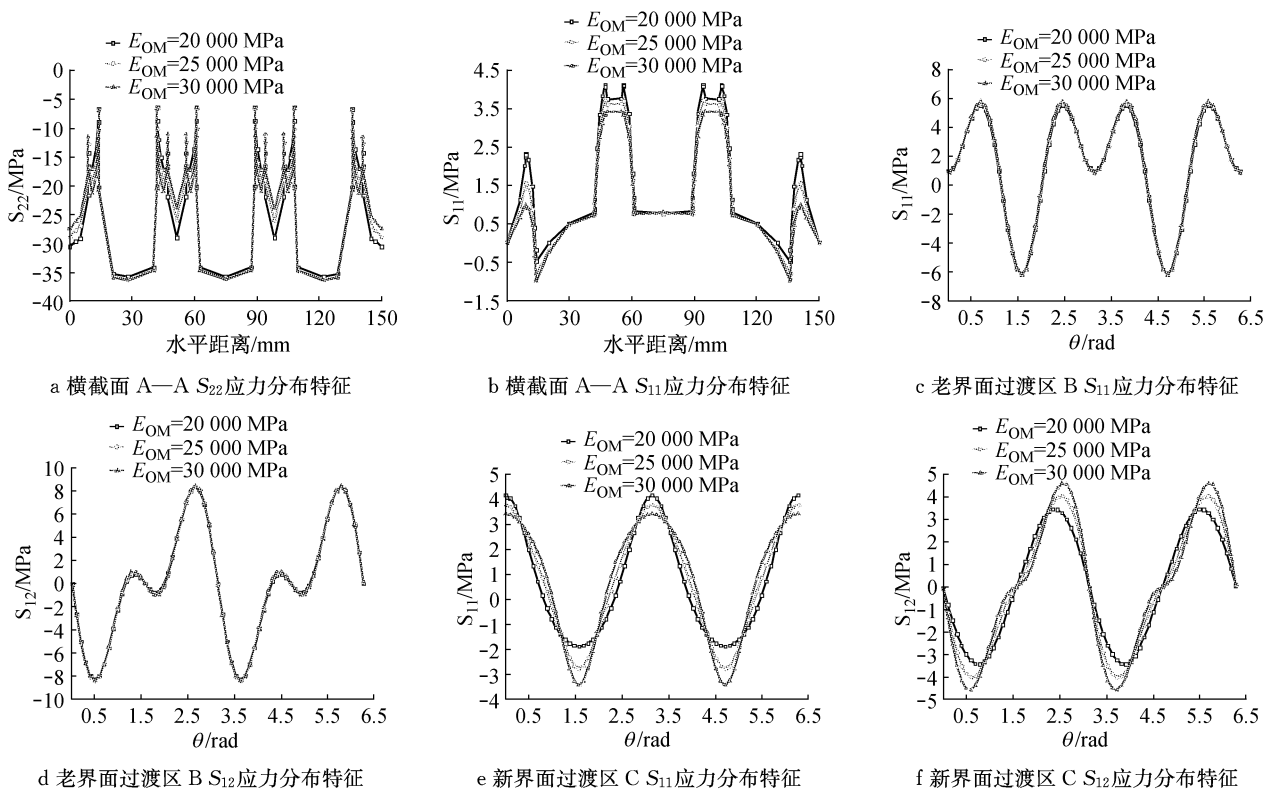 E_OM=20 000 MPa
E_OM=25 000 MPa
E_OM=30 000 MPa
S22/MPa
0
-5
-10
-15
-20
-25
-30
-35
-40
0 30 60 90 120 150
水平距离/mm
a 横截面 A—A S22应力分布特征
E_OM=20 000 MPa
E_OM=25 000 MPa
E_OM=30 000 MPa
S11/MPa
4.5
3.5
2.5
1.5
0.5
-0.5
-1.5
0 30 60 90 120 150
水平距离/mm
b 横截面 A—A S11应力分布特征
E_OM=20 000 MPa
E_OM=25 000 MPa
E_OM=30 000 MPa
S11/MPa
8
6
4
2
0
-2
-4
-6
-8
0.5 1.5 2.5 3.5 4.5 5.5 6.5
θ/rad
c 老界面过渡区 B S11应力分布特征
E_OM=20 000 MPa
E_OM=25 000 MPa
E_OM=30 000 MPa
S12/MPa
10
8
6
4
2
0
-2
-4
-6
-8
-10
0.5 1.5 2.5 3.5 4.5 5.5 6.5
θ/rad
d 老界面过渡区 B S12应力分布特征
E_OM=20 000 MPa
E_OM=25 000 MPa
E_OM=30 000 MPa
S11/MPa
5
4
3
2
1
0
-1
-2
-3
-4
0.5 1.5 2.5 3.5 4.5 5.5 6.5
θ/rad
e 新界面过渡区 C S11应力分布特征
E_OM=20 000 MPa
E_OM=25 000 MPa
E_OM=30 000 MPa
S12/MPa
5
4
3
2
1
0
-1
-2
-3
-4
-5
0.5 1.5 2.5 3.5 4.5 5.5 6.5
θ/rad
f 新界面过渡区 C S12应力分布特征